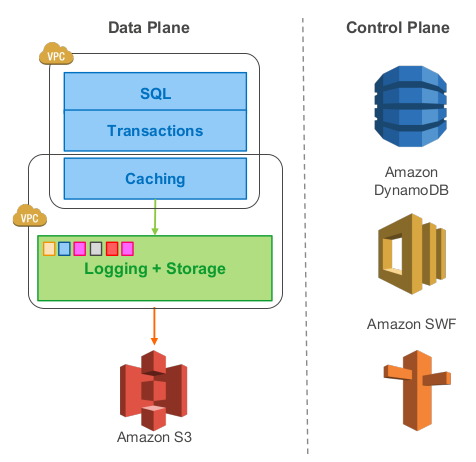 Data Plane
Control Plane
VPC
SQL
Transactions
Caching
VPC
Logging + Storage
Amazon S3
Amazon
DynamoDB
Amazon SWF